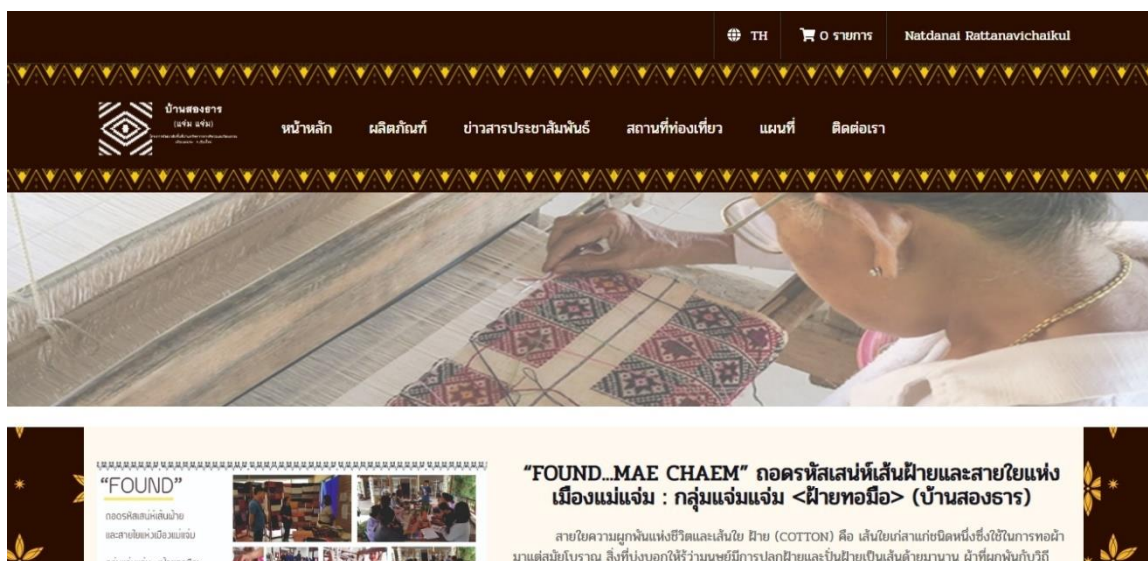 TH
0 รายการ
Natdanai Rattanavichaikul
บ้านสองธาร
(แจ่ม แจ่ม)
หน้าหลัก
ผลิตภัณฑ์
ข่าวสารประชาสัมพันธ์
สถานที่ท่องเที่ยว
แผนที่
ติดต่อเรา
“FOUND”
ถอดรหัสเสน่ห์เส้นฝ้าย
และสายใยแห่งเมืองแม่แจ่ม
“FOUND...MAE CHAEM” ถอดรหัสเสน่ห์เส้นฝ้ายและสายใยแห่ง
เมืองแม่แจ่ม : กลุ่มแจ่มแจ่ม <ฝ้ายทอมือ> (บ้านสองธาร)
สายใยความผูกพันแห่งชีวิตและเส้นใย ฝ้าย (COTTON) คือ เส้นใยเก่าแก่ชนิดหนึ่งซึ่งใช้ในการทอผ้า
มาแต่สมัยโบราณ สิ่งที่บ่งบอกให้รู้ว่ามนุษย์มีการปลูกฝ้ายและปั่นฝ้ายเป็นเส้นด้ายมานาน ผ้าที่ผูกพันกับวิถี